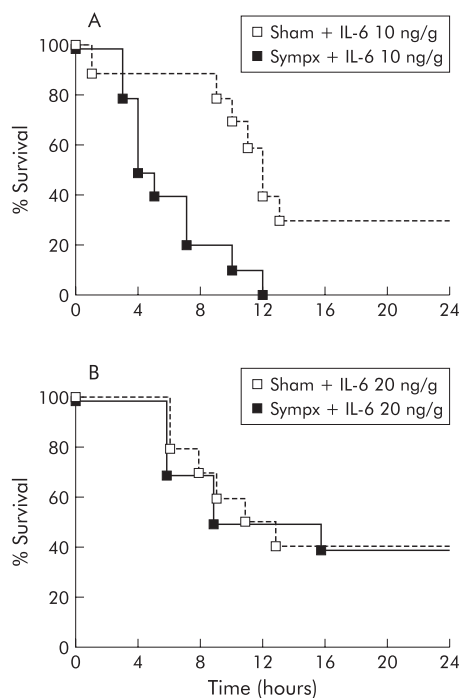 A
Sham + IL-6 10 ng/g
Sympx + IL-6 10 ng/g
% Survival
100
80
60
40
20
0
0 4 8 12 16 20 24
B
Sham + IL-6 20 ng/g
Sympx + IL-6 20 ng/g
% Survival
100
80
60
40
20
0
0 4 8 12 16 20 24
Time (hours)